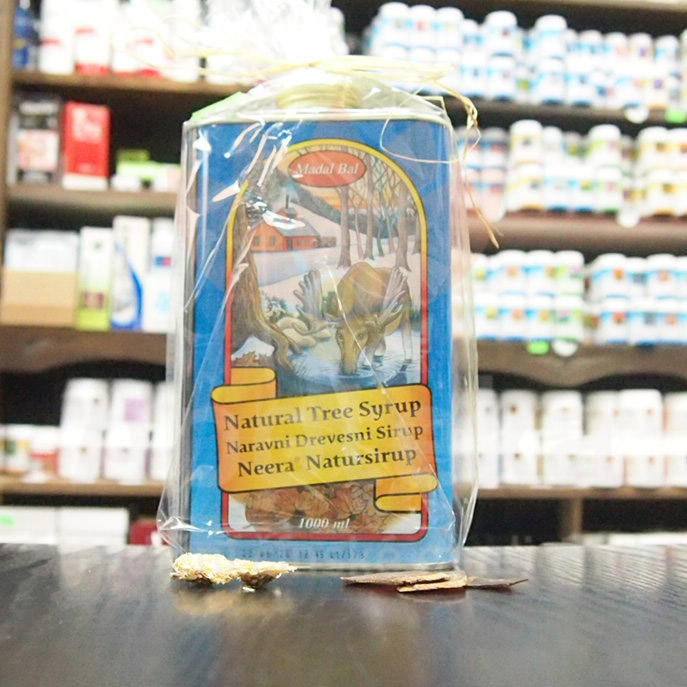 Madal Bal
Natural Tree Syrup
Naravni Drevesni Sirup
Neera® Natursirup
1000 ml